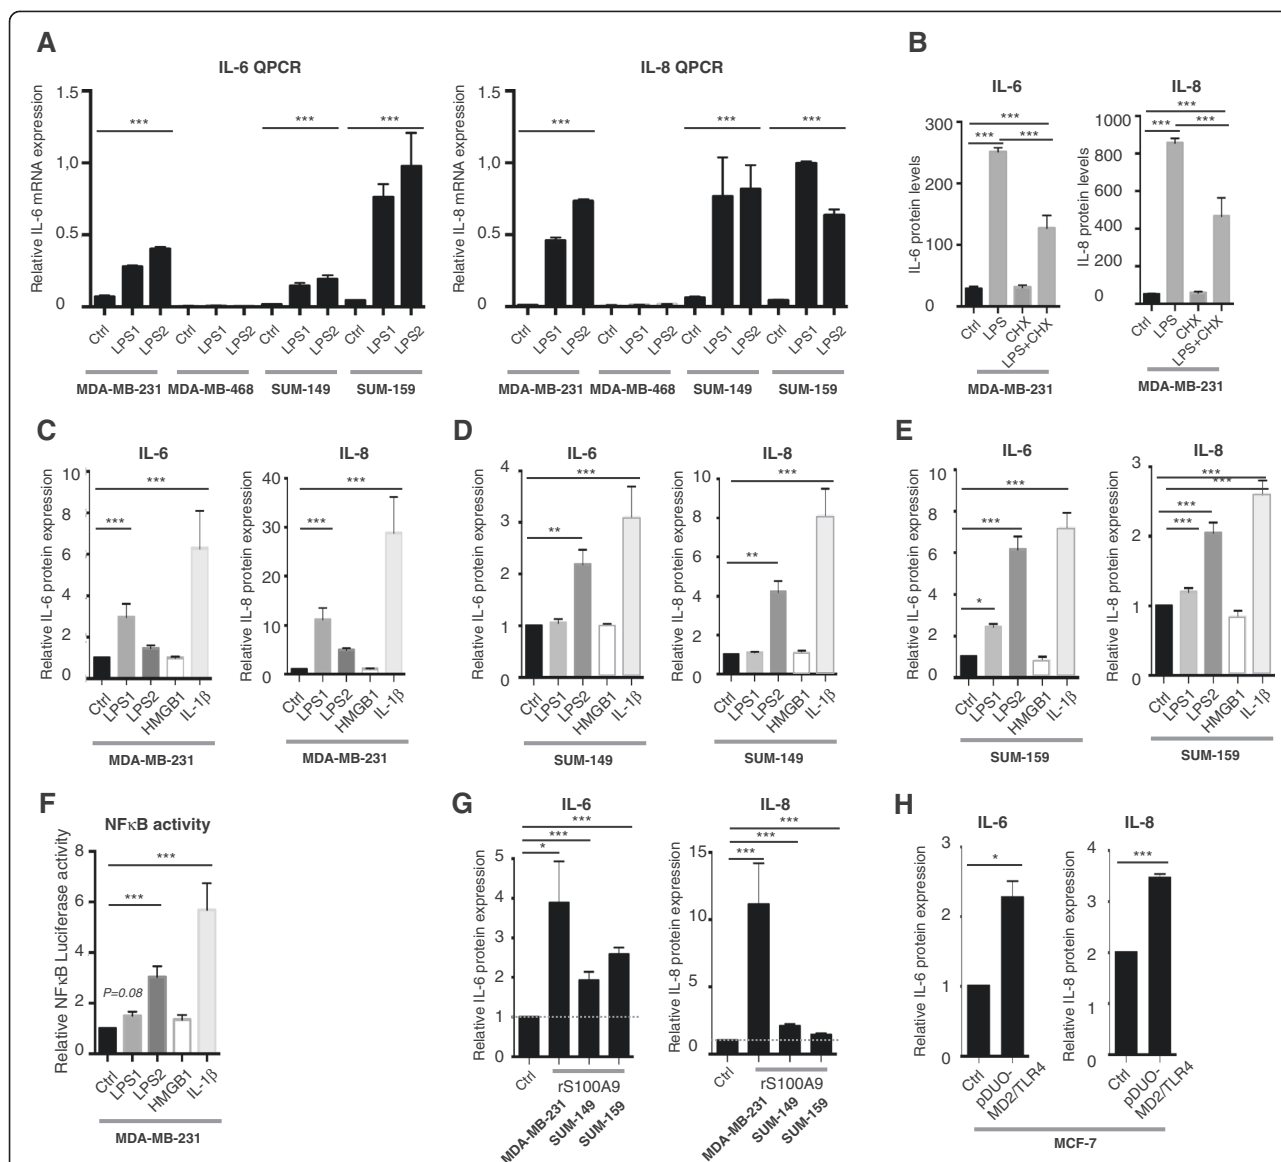 A
IL-6 QPCR
Relative IL-6 mRNA expression
1.5
1,0
0.5
0
***
***
***
Ctrl
LPS1
LPS2
Ctrl
LPS1
LPS2
Ctrl
LPS1
LPS2
Ctrl
LPS1
LPS2
MDA-MB-231
MDA-MB-468
SUM-149
SUM-159
IL-8 QPCR
Relative IL-8 mRNA expression
1.5
1,0
0.5
0
***
***
***
Ctrl
LPS1
LPS2
Ctrl
LPS1
LPS2
Ctrl
LPS1
LPS2
Ctrl
LPS1
LPS2
MDA-MB-231
MDA-MB-468
SUM-149
SUM-159
B
IL-6
IL-6 protein levels
300
200
100
0
***
***
***
Ctrl
LPS
CHX
LPS+CHX
MDA-MB-231
IL-8
IL-8 protein levels
1000
800
600
400
200
0
***
***
***
Ctrl
LPS
CHX
LPS+CHX
MDA-MB-231
C
IL-6
Relative IL-6 protein expression
10
8
6
4
2
0
***
***
Ctrl
LPS1
LPS2
HMGB1
IL-1β
MDA-MB-231
IL-8
Relative IL-8 protein expression
40
30
20
10
0
***
***
Ctrl
LPS1
LPS2
HMGB1
IL-1β
MDA-MB-231
D
IL-6
Relative IL-6 protein expression
4
3
2
1
0
***
**
Ctrl
LPS1
LPS2
HMGB1
IL-1β
SUM-149
IL-8
Relative IL-8 protein expression
10
8
6
4
2
0
***
**
Ctrl
LPS1
LPS2
HMGB1
IL-1β
SUM-149
E
IL-6
Relative IL-6 protein expression
10
8
6
4
2
0
***
***
*
Ctrl
LPS1
LPS2
HMGB1
IL-1β
SUM-159
IL-8
Relative IL-8 protein expression
3
2
1
0
***
***
***
***
Ctrl
LPS1
LPS2
HMGB1
IL-1β
SUM-159
F
NFκB activity
Relative NFκB Luciferase activity
8
6
4
2
0
***
***
P=0.08
Ctrl
LPS1
LPS2
HMGB1
IL-1β
MDA-MB-231
G
IL-6
Relative IL-6 protein expression
5
4
3
2
1
0
***
***
*
Ctrl
rS100A9
MDA-MB-231
SUM-149
SUM-159
IL-8
Relative IL-8 protein expression
15
10
5
0
***
***
***
Ctrl
rS100A9
MDA-MB-231
SUM-149
SUM-159
H
IL-6
Relative IL-6 protein expression
3
2
1
0
*
Ctrl
pDUO-
MD2/TLR4
IL-8
Relative IL-8 protein expression
4
3
2
1
0
***
Ctrl
pDUO-
MD2/TLR4
MCF-7